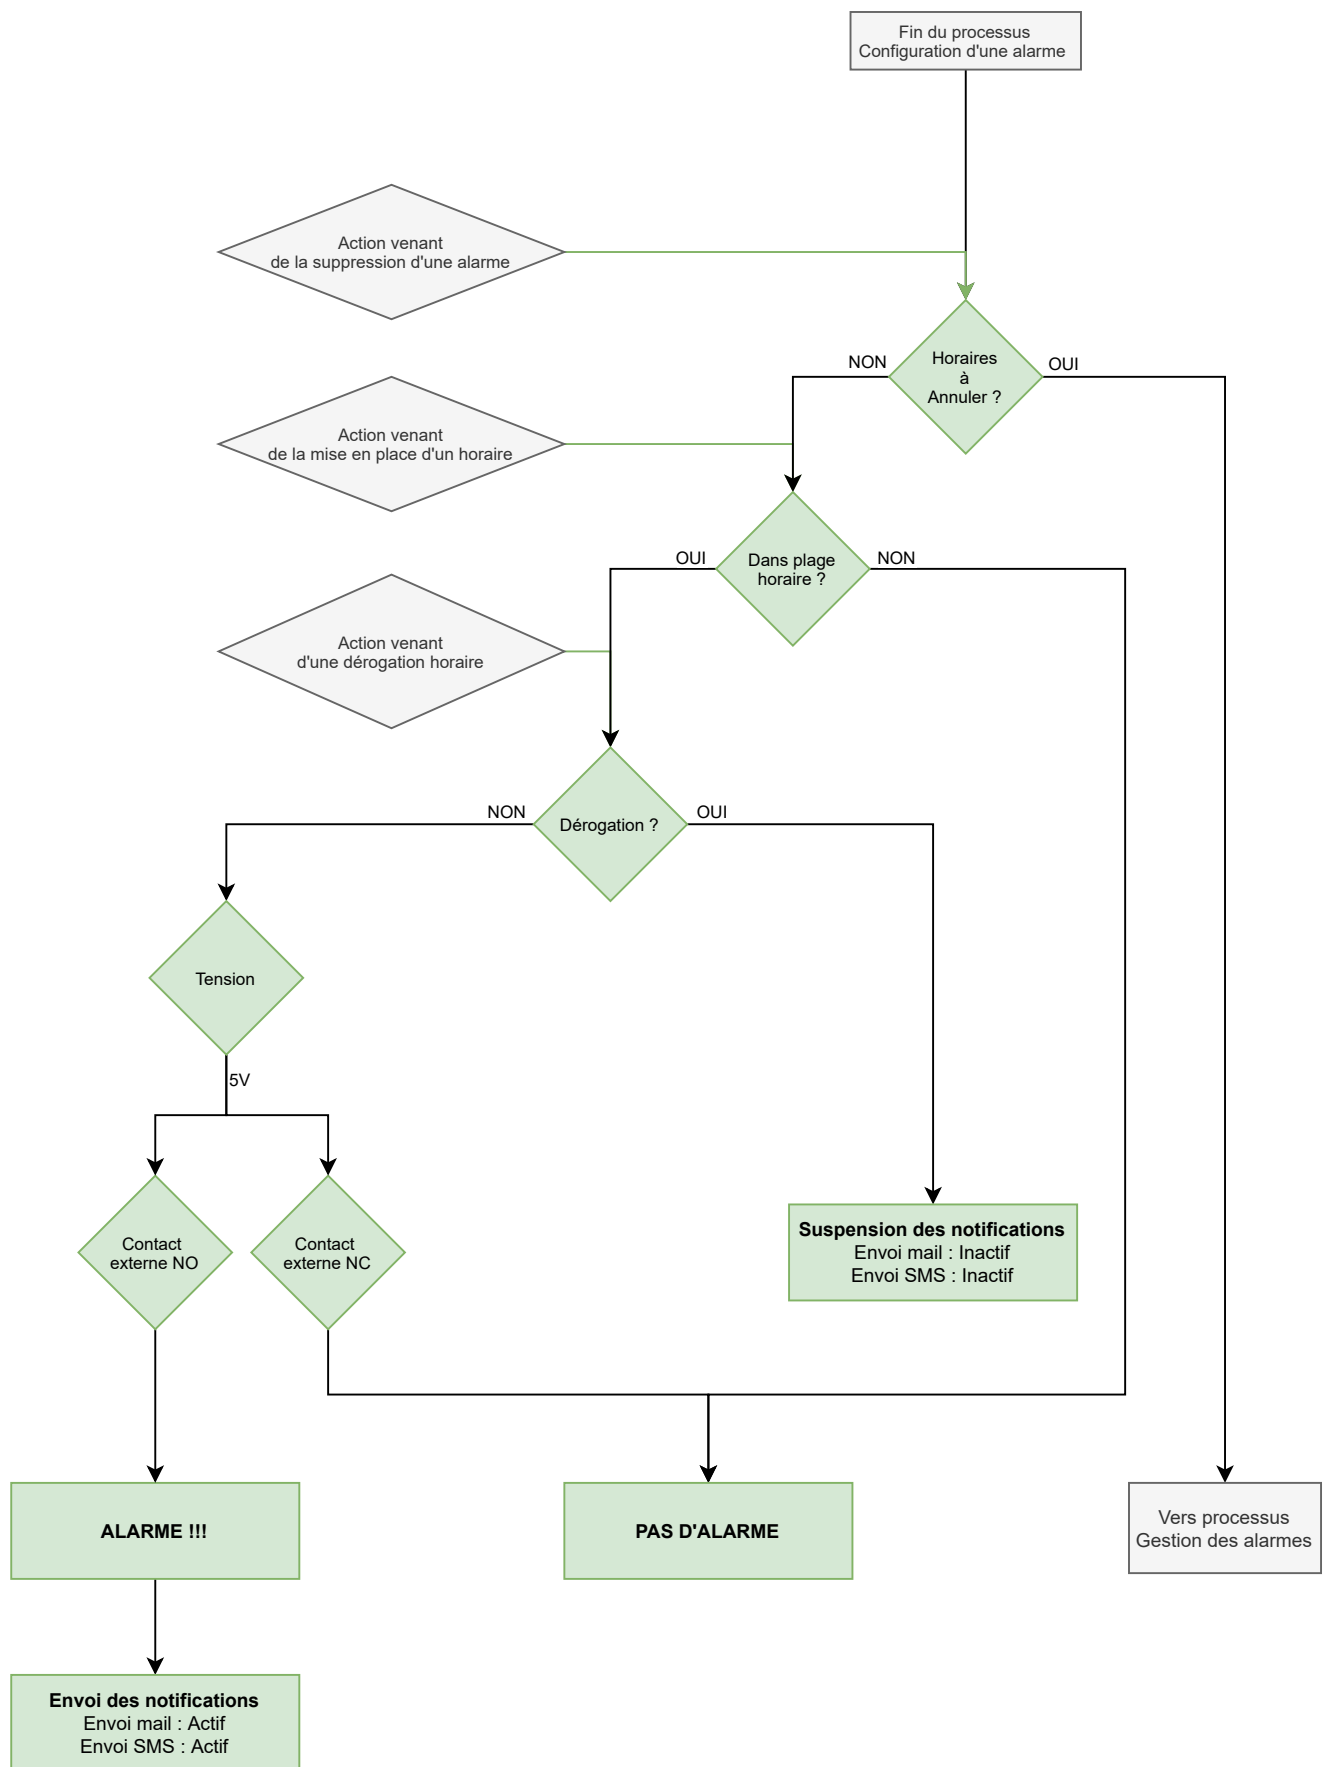 Fin du processus
Configuration d'une alarme
Action venant
de la suppression d'une alarme
Horaires
à
Annuler ?
NON
OUI
Action venant
de la mise en place d'un horaire
Dans plage
horaire ?
OUI
NON
Action venant
d'une dérogation horaire
Dérogation ?
NON
OUI
Tension
5V
Contact
externe NO
Contact
externe NC
Suspension des notifications
Envoi mail : Inactif
Envoi SMS : Inactif
ALARME !!!
PAS D'ALARME
Vers processus
Gestion des alarmes
Envoi des notifications
Envoi mail : Actif
Envoi SMS : Actif